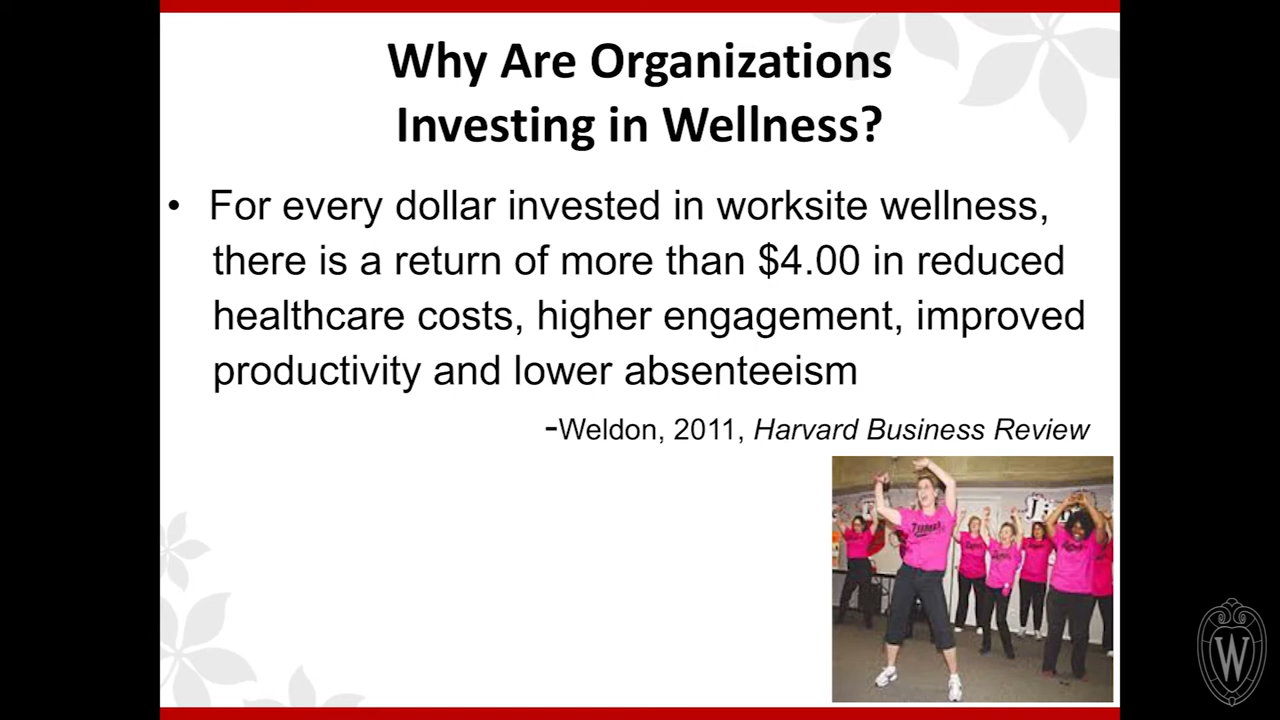 Why Are Organizations
Investing in Wellness?
• For every dollar invested in worksite wellness,
there is a return of more than $4.00 in reduced
healthcare costs, higher engagement, improved
productivity and lower absenteeism
-Weldon, 2011, Harvard Business Review
W